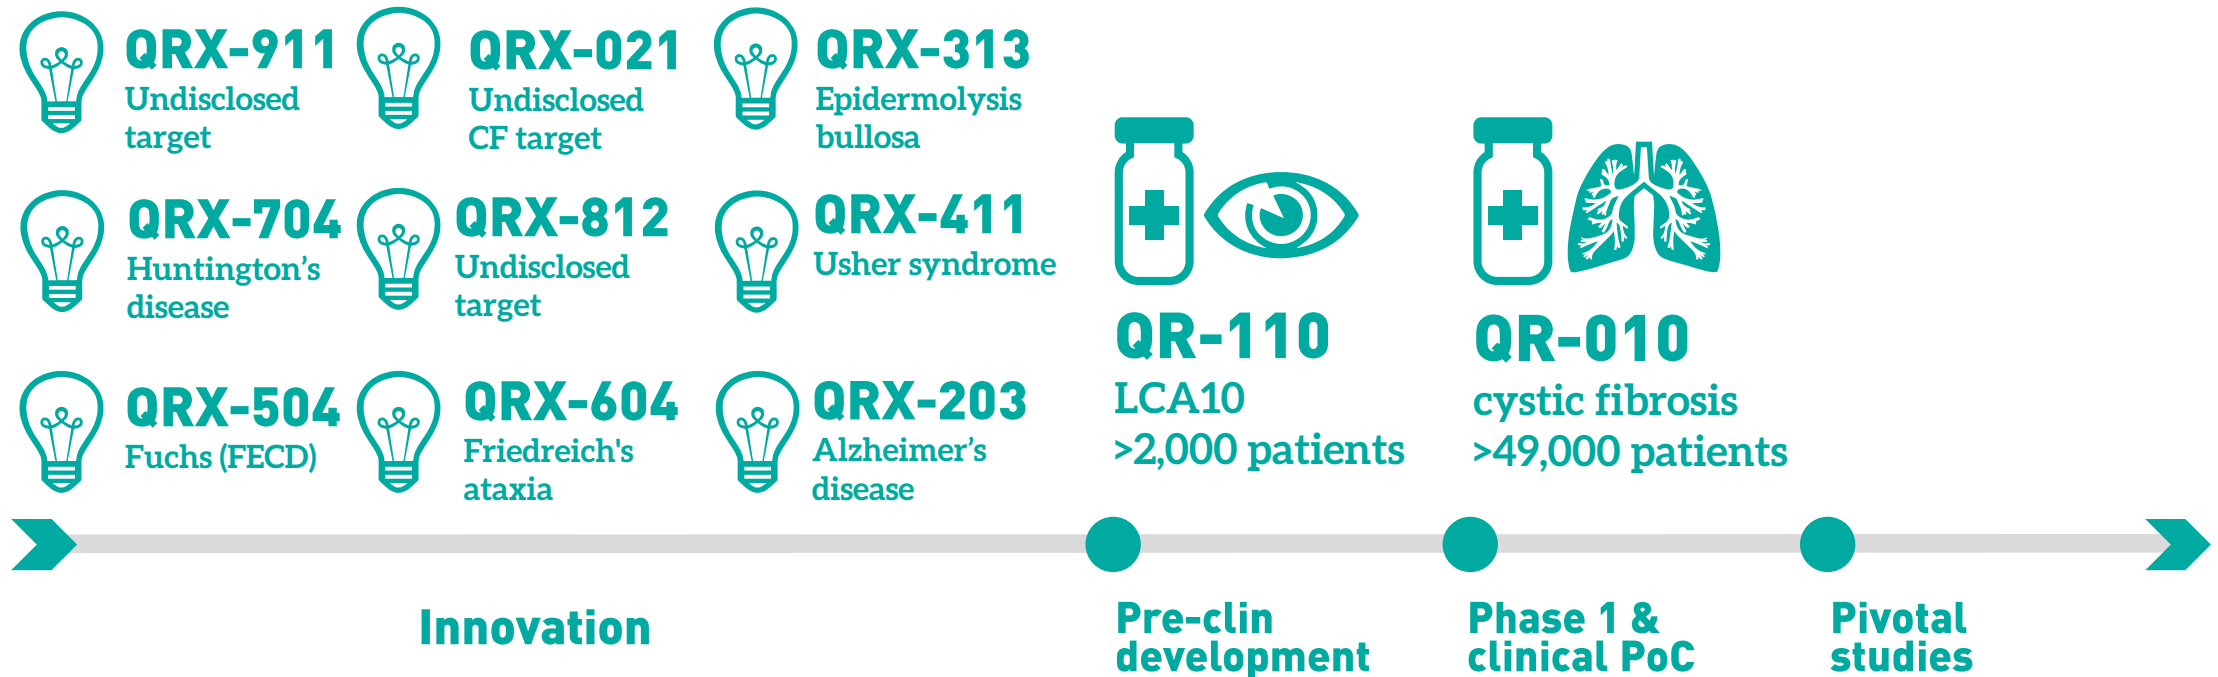 QRX-911
Undisclosed
target
QRX-021
Undisclosed
CF target
QRX-313
Epidermolysis
bullosa
QRX-704
Huntington’s
disease
QRX-812
Undisclosed
target
QRX-411
Usher syndrome
QRX-504
Fuchs (FECD)
QRX-604
Friedreich's
ataxia
QRX-203
Alzheimer’s
disease
QR-110
LCA10
>2,000 patients
QR-010
cystic fibrosis
>49,000 patients
Innovation
Pre-clin
development
Phase 1 &
clinical PoC
Pivotal
studies